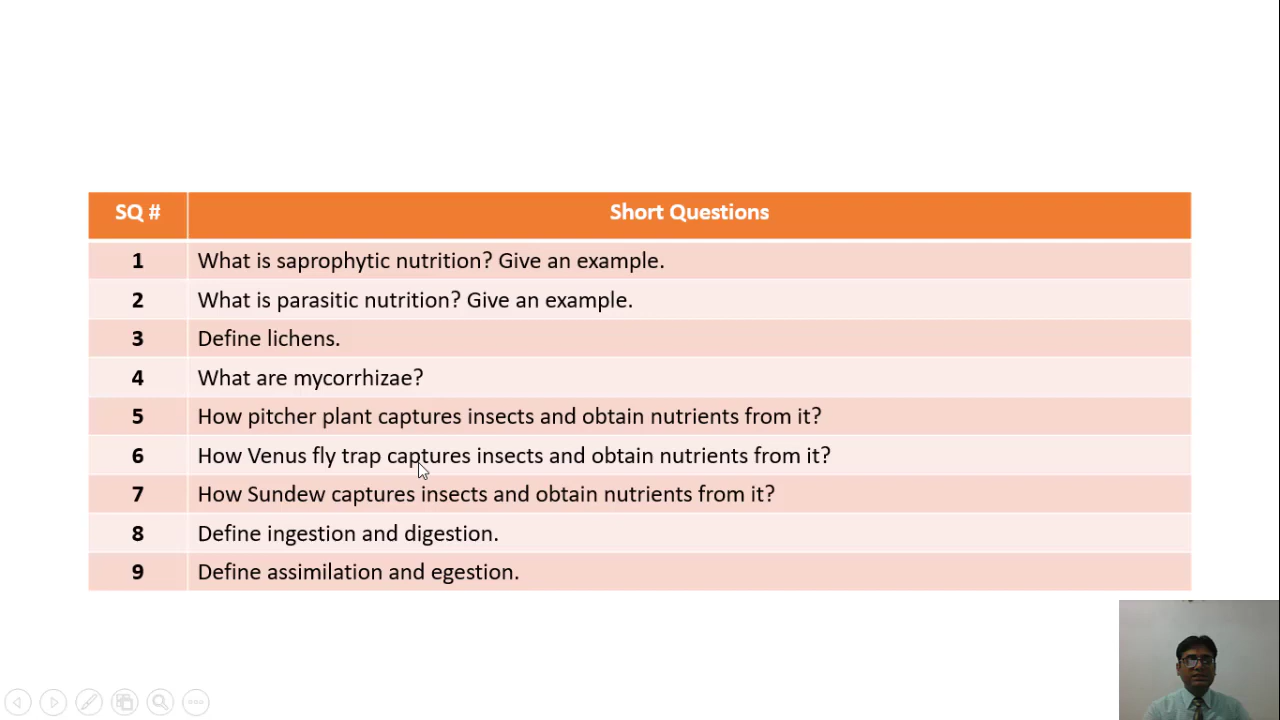 SQ # Short Questions
1 What is saprophytic nutrition? Give an example.
2 What is parasitic nutrition? Give an example.
3 Define lichens.
4 What are mycorrhizae?
5 How pitcher plant captures insects and obtain nutrients from it?
6 How Venus fly trap captures insects and obtain nutrients from it?
7 How Sundew captures insects and obtain nutrients from it?
8 Define ingestion and digestion.
9 Define assimilation and egestion.